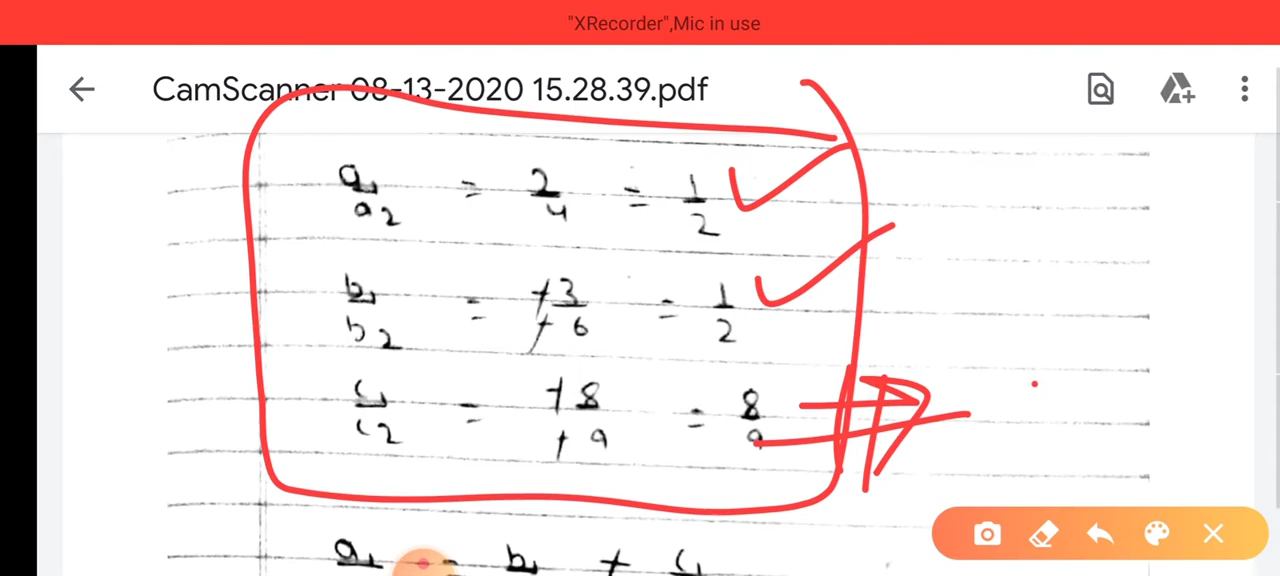 "XRecorder",Mic in use
CamScanner 08-13-2020 15.28.39.pdf
a₁/a₂ = 2/4 = 1/2
b₁/b₂ = +3/+6 = 1/2
c₁/c₂ = +8/+9 = 8/9
a₁ = b₁ ≠ c₁